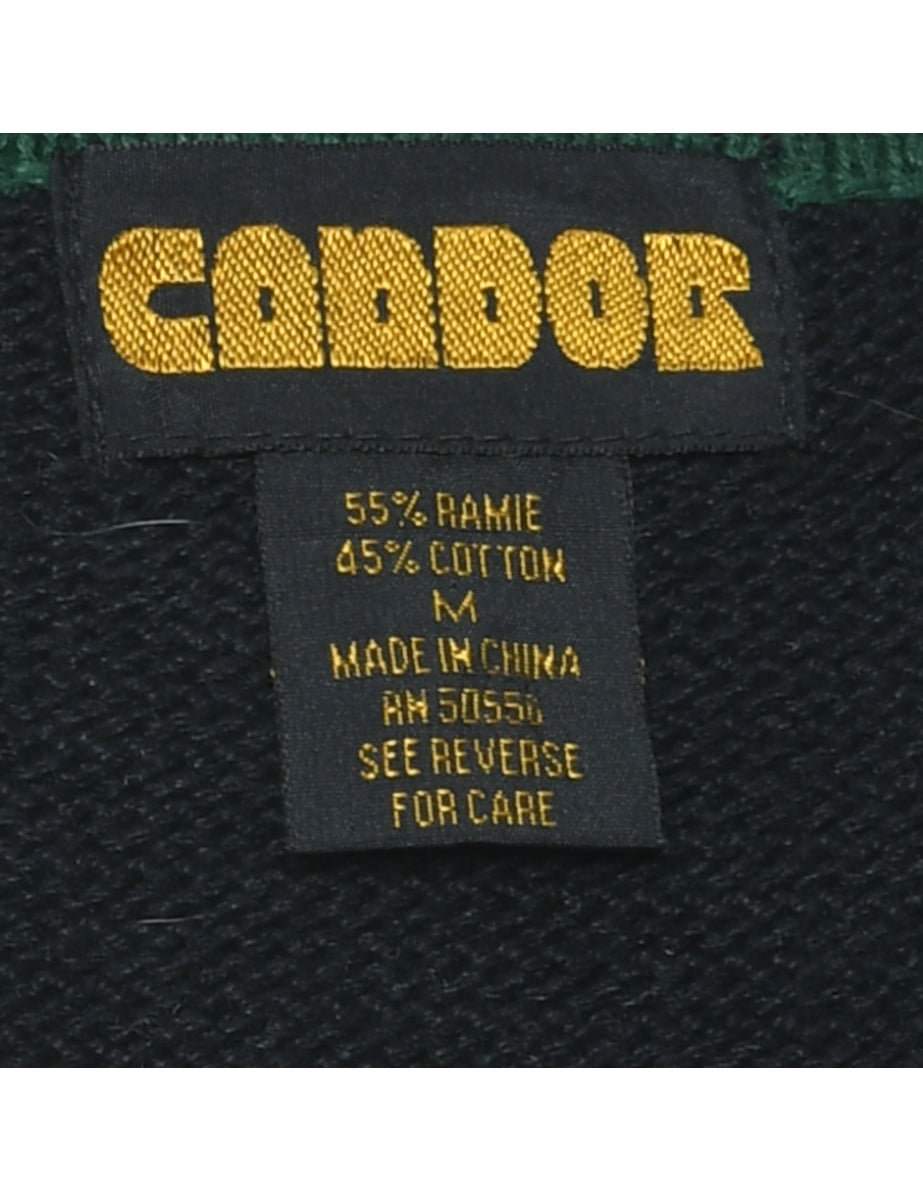 CONDOR
55% RAMIE
45% COTTON
M
MADE IN CHINA
RN 50556
SEE REVERSE
FOR CARE